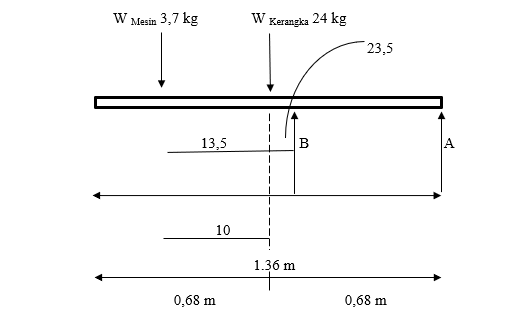 W Mesin 3,7 kg
W Kerangka 24 kg
23,5
13,5
B
A
10
1.36 m
0,68 m
0,68 m